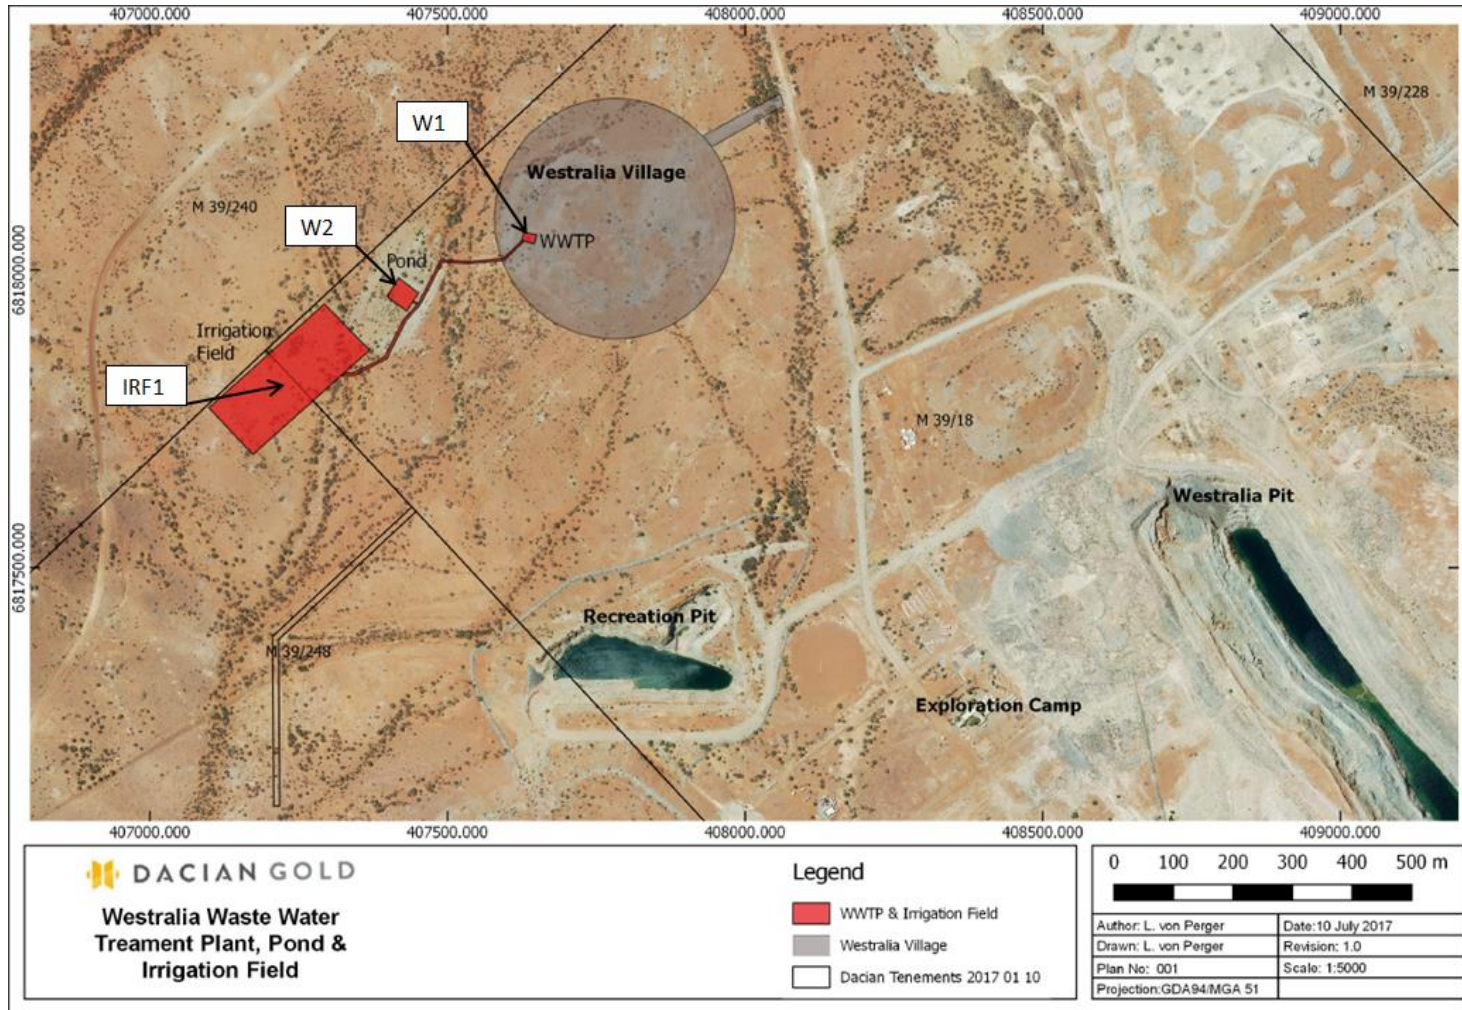 407000.000 407500.000 408000.000 408500.000 409000.000
M 39/228
W1
Westralia Village
M 39/240
W2
WWTP
Pond
6818000.000
6818000.000
Irrigation
Field
IRF1
M 39/18
Westralia Pit
6817500.000
6817500.000
Recreation Pit
M 39/248
Exploration Camp
407000.000 407500.000 408000.000 408500.000 409000.000
DACIAN GOLD
Westralia Waste Water
Treament Plant, Pond &
Irrigation Field
Legend
WWTP & Irrigation Field
Westralia Village
Dacian Tenements 2017 01 10
0 100 200 300 400 500 m
Author: L. von Perger Date:10 July 2017
Drawn: L. von Perger Revision: 1.0
Plan No: 001 Scale: 1:5000
Projection:GDA94/MGA 51